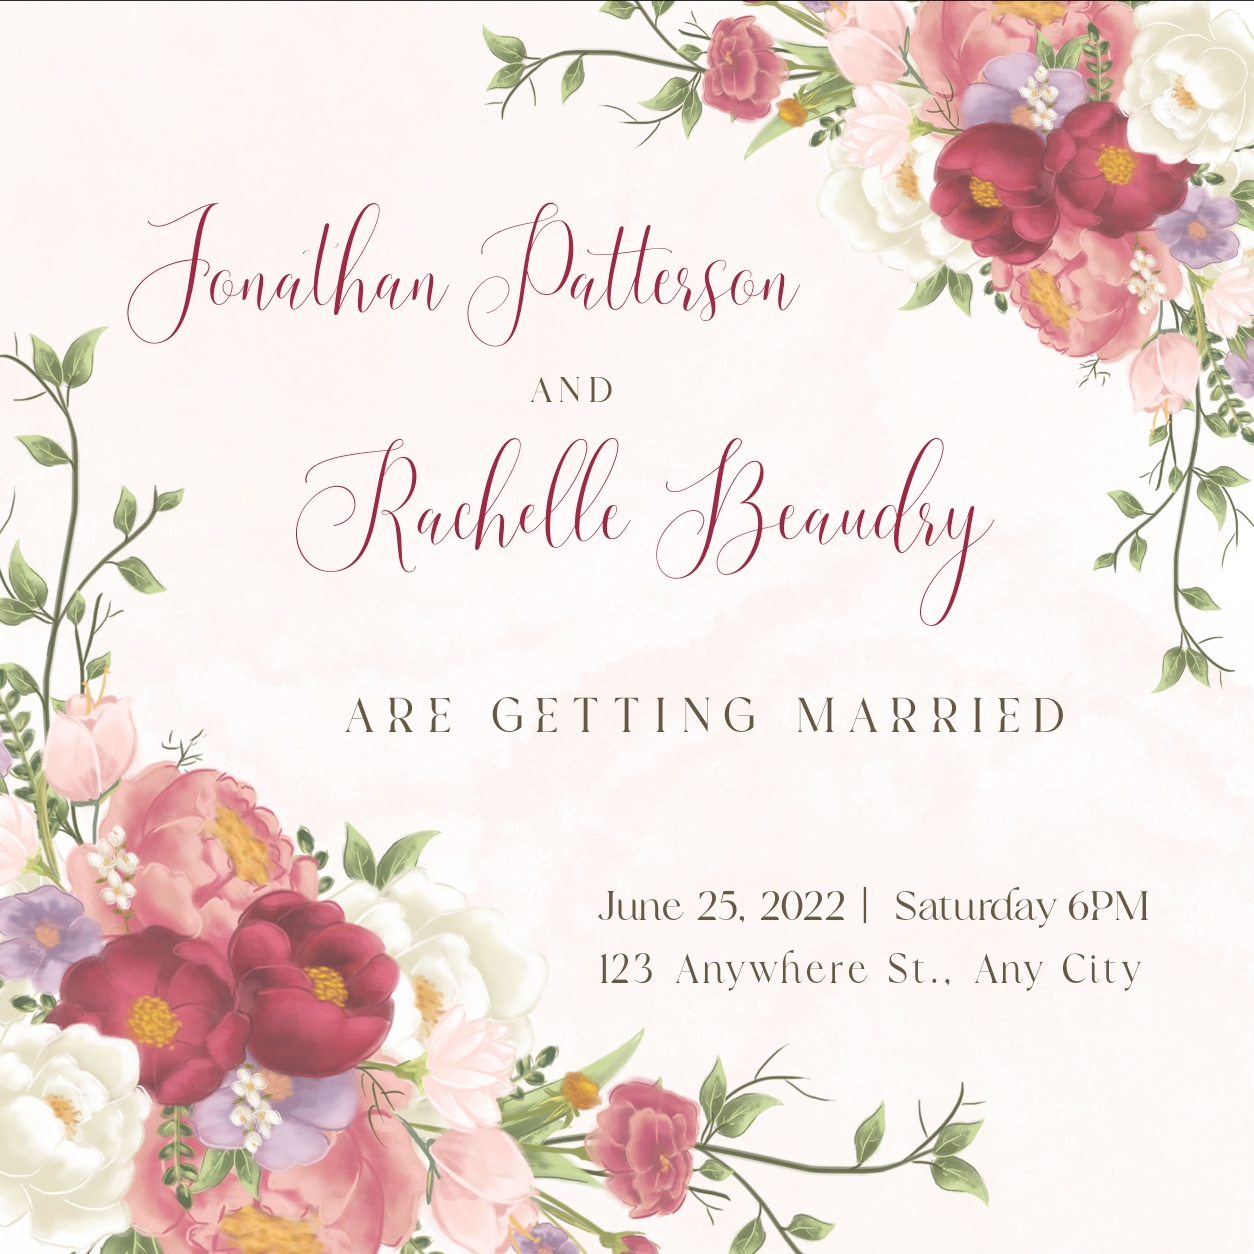 Jonathan Patterson
AND
Rachelle Beaudry
ARE GETTING MARRIED
June 25, 2022 | Saturday 6PM
123 Anywhere St., Any City